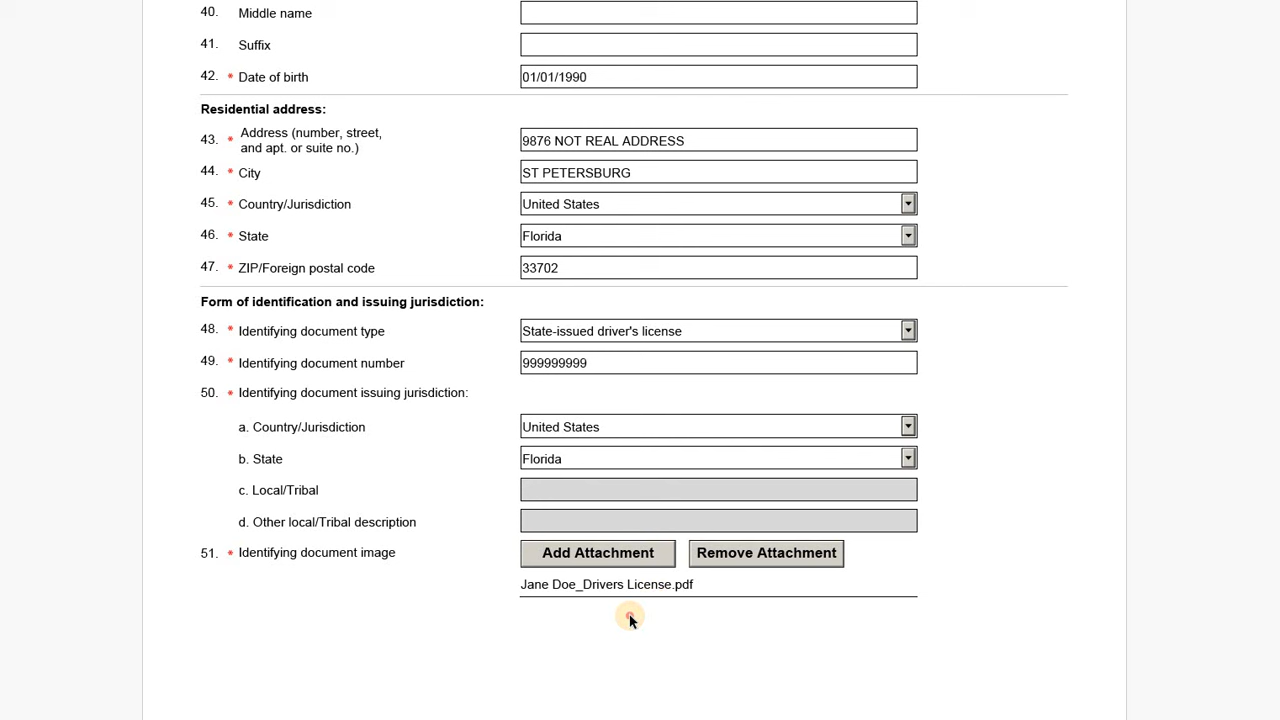 40. Middle name
41. Suffix
42. * Date of birth 01/01/1990
Residential address:
43. * Address (number, street,
and apt. or suite no.) 9876 NOT REAL ADDRESS
44. * City ST PETERSBURG
45. * Country/Jurisdiction United States
46. * State Florida
47. * ZIP/Foreign postal code 33702
Form of identification and issuing jurisdiction:
48. * Identifying document type State-issued driver's license
49. * Identifying document number 999999999
50. * Identifying document issuing jurisdiction:
a. Country/Jurisdiction United States
b. State Florida
c. Local/Tribal
d. Other local/Tribal description
51. * Identifying document image Add Attachment Remove Attachment
Jane Doe_Drivers License.pdf